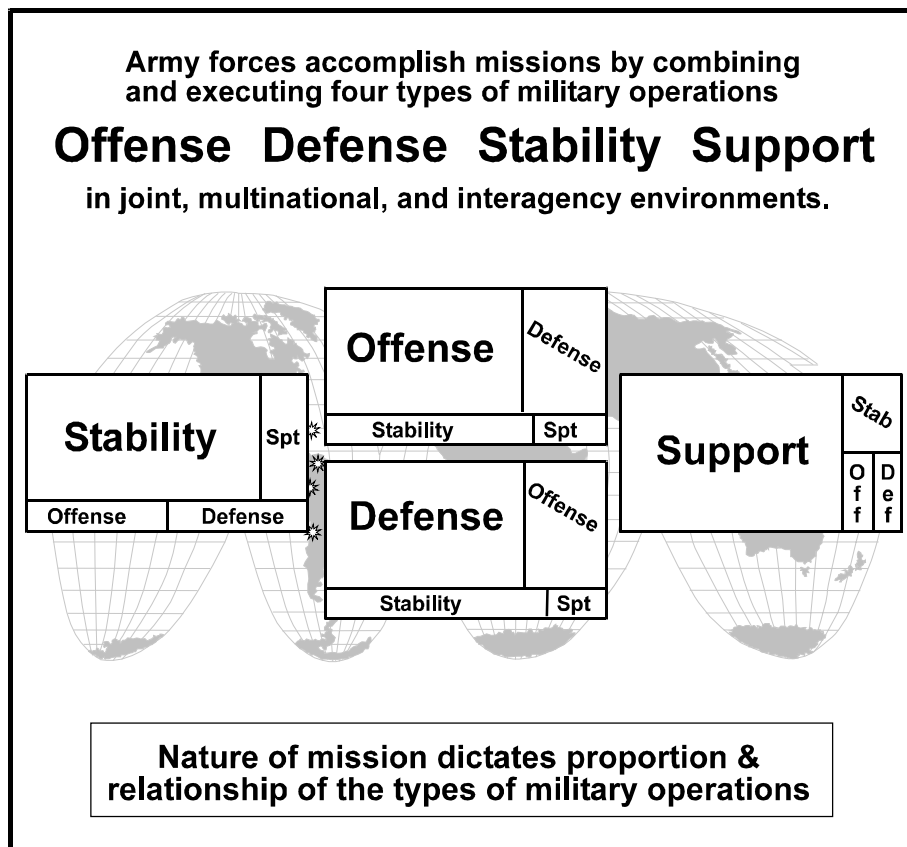 Army forces accomplish missions by combining
and executing four types of military operations
Offense Defense Stability Support
in joint, multinational, and interagency environments.
Offense
Defense
Stability
Spt
Stability
Spt
Offense
Defense
Defense
Offense
Stability
Spt
Support
Stab
Off
Def
Nature of mission dictates proportion &
relationship of the types of military operations